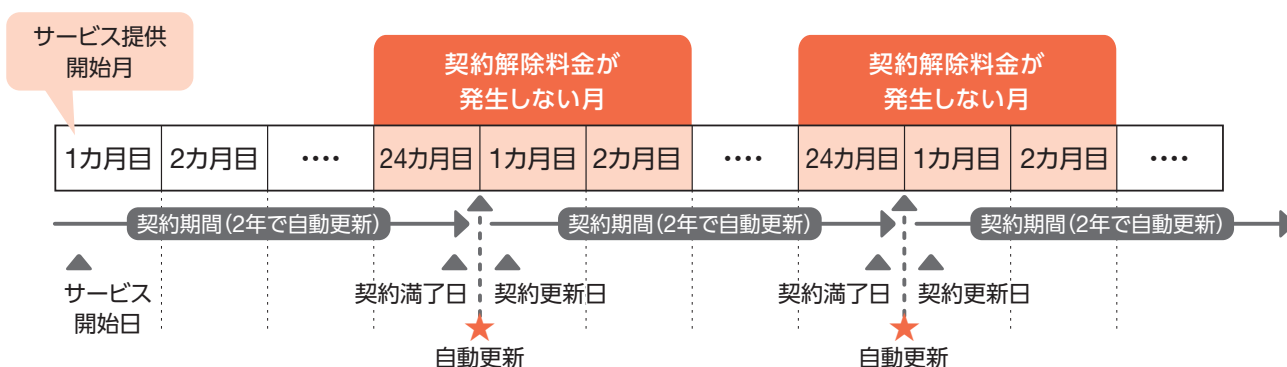 サービス提供
開始月
契約解除料金が
発生しない月
契約解除料金が
発生しない月
1カ月目 2カ月目 ‥‥ 24カ月目 1カ月目 2カ月目 ‥‥ 24カ月目 1カ月目 2カ月目 ‥‥
契約期間(2年で自動更新) 契約期間(2年で自動更新) 契約期間(2年で自動更新)
サービス
開始日
契約満了日 契約更新日 契約満了日 契約更新日
自動更新 自動更新